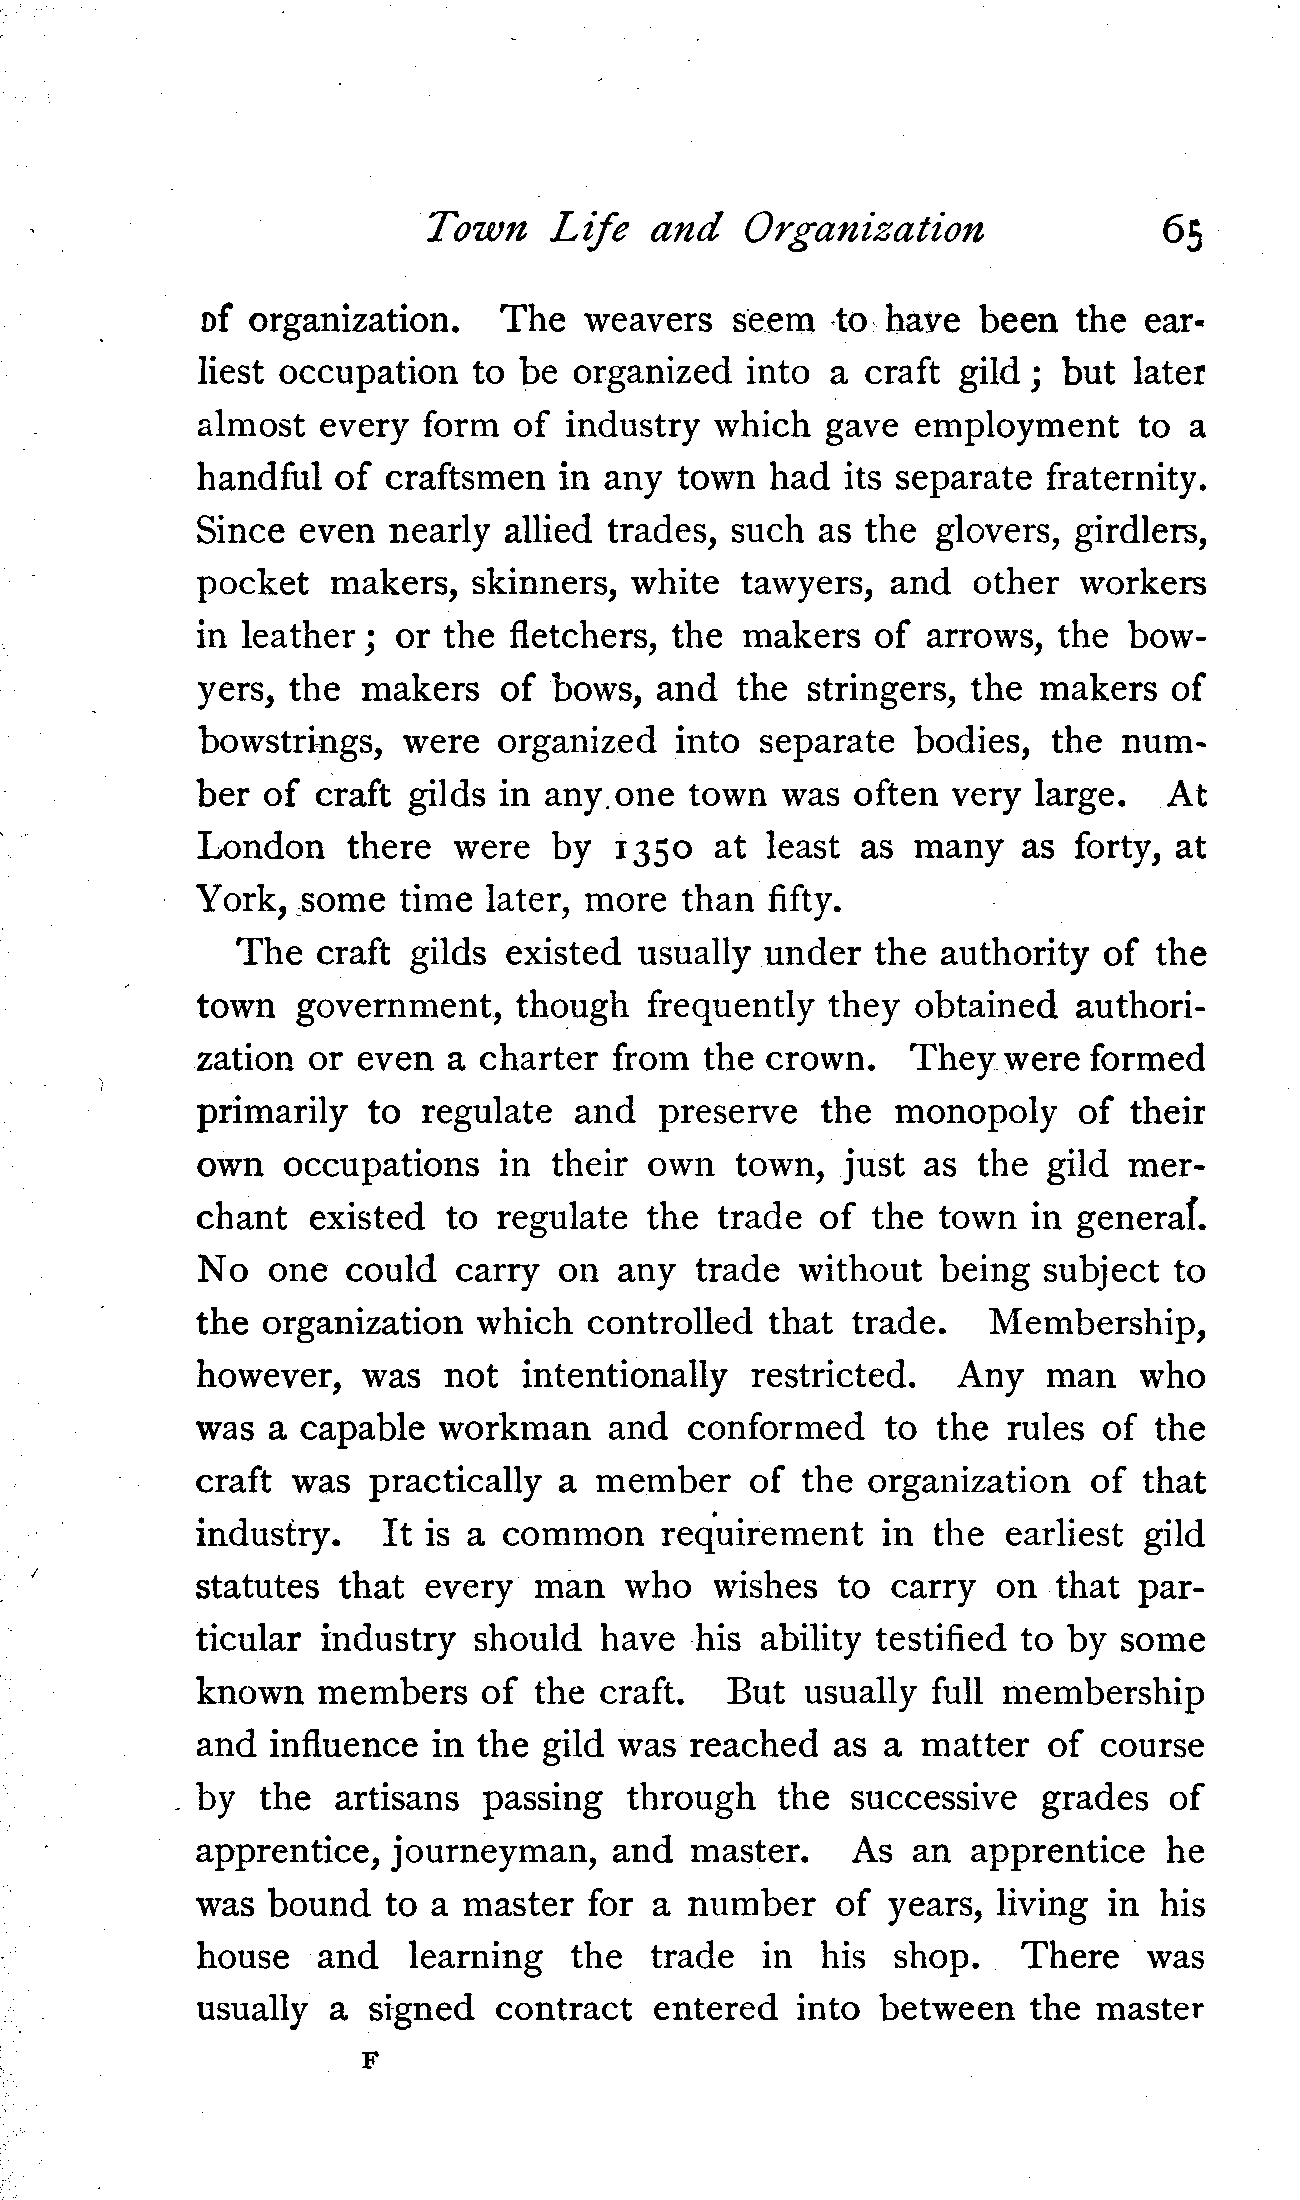 Town Life and Organization 65
of organization. The weavers seem to have been the ear-
liest occupation to be organized into a craft gild ; but later
almost every form of industry which gave employment to a
handful of craftsmen in any town had its separate fraternity.
Since even nearly allied trades, such as the glovers, girdlers,
pocket makers, skinners, white tawyers, and other workers
in leather ; or the fletchers, the makers of arrows, the bow-
yers, the makers of bows, and the stringers, the makers of
bowstrings, were organized into separate bodies, the num-
ber of craft gilds in any one town was often very large. At
London there were by 1350 at least as many as forty, at
York, some time later, more than fifty.
The craft gilds existed usually under the authority of the
town government, though frequently they obtained authori-
zation or even a charter from the crown. They were formed
primarily to regulate and preserve the monopoly of their
own occupations in their own town, just as the gild mer-
chant existed to regulate the trade of the town in general.
No one could carry on any trade without being subject to
the organization which controlled that trade. Membership,
however, was not intentionally restricted. Any man who
was a capable workman and conformed to the rules of the
craft was practically a member of the organization of that
industry. It is a common requirement in the earliest gild
statutes that every man who wishes to carry on that par-
ticular industry should have his ability testified to by some
known members of the craft. But usually full membership
and influence in the gild was reached as a matter of course
by the artisans passing through the successive grades of
apprentice, journeyman, and master. As an apprentice he
was bound to a master for a number of years, living in his
house and learning the trade in his shop. There was
usually a signed contract entered into between the master
F